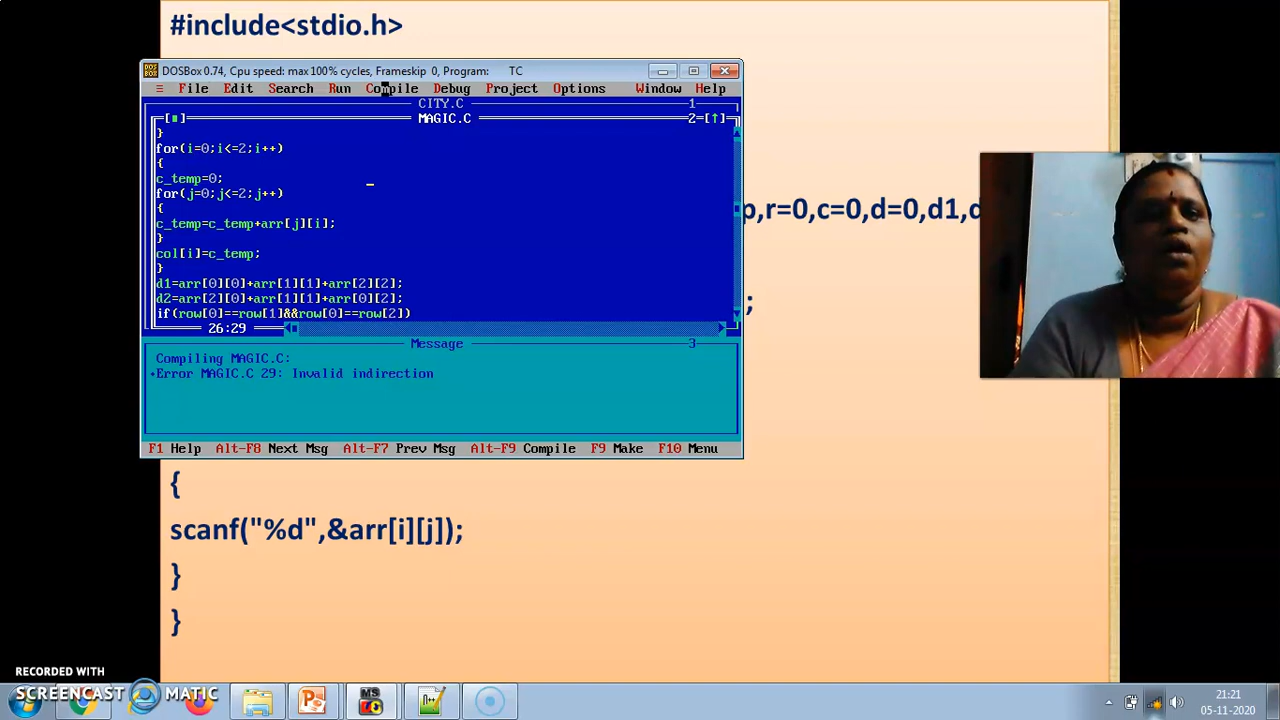 #include<stdio.h>
DOSBox 0.74, Cpu speed: max 100% cycles, Frameskip 0, Program: TC
≡ File Edit Search Run Compile Debug Project Options Window Help
CITY.C 1
[■] MAGIC.C 2=[↑]
}
for(i=0;i<=2;i++)
{
c_temp=0;
for(j=0;j<=2;j++)
{
c_temp=c_temp+arr[j][i];
}
col[i]=c_temp;
}
d1=arr[0][0]+arr[1][1]+arr[2][2];
d2=arr[2][0]+arr[1][1]+arr[0][2];
if(row[0]==row[1]&&row[0]==row[2])
26:29
Message 3
Compiling MAGIC.C:
•Error MAGIC.C 29: Invalid indirection
F1 Help Alt-F8 Next Msg Alt-F7 Prev Msg Alt-F9 Compile F9 Make F10 Menu
p,r=0,c=0,d=0,d1,d
;
{
scanf("%d",&arr[i][j]);
}
}
RECORDED WITH
SCREENCAST MATIC
21:21
05-11-2020